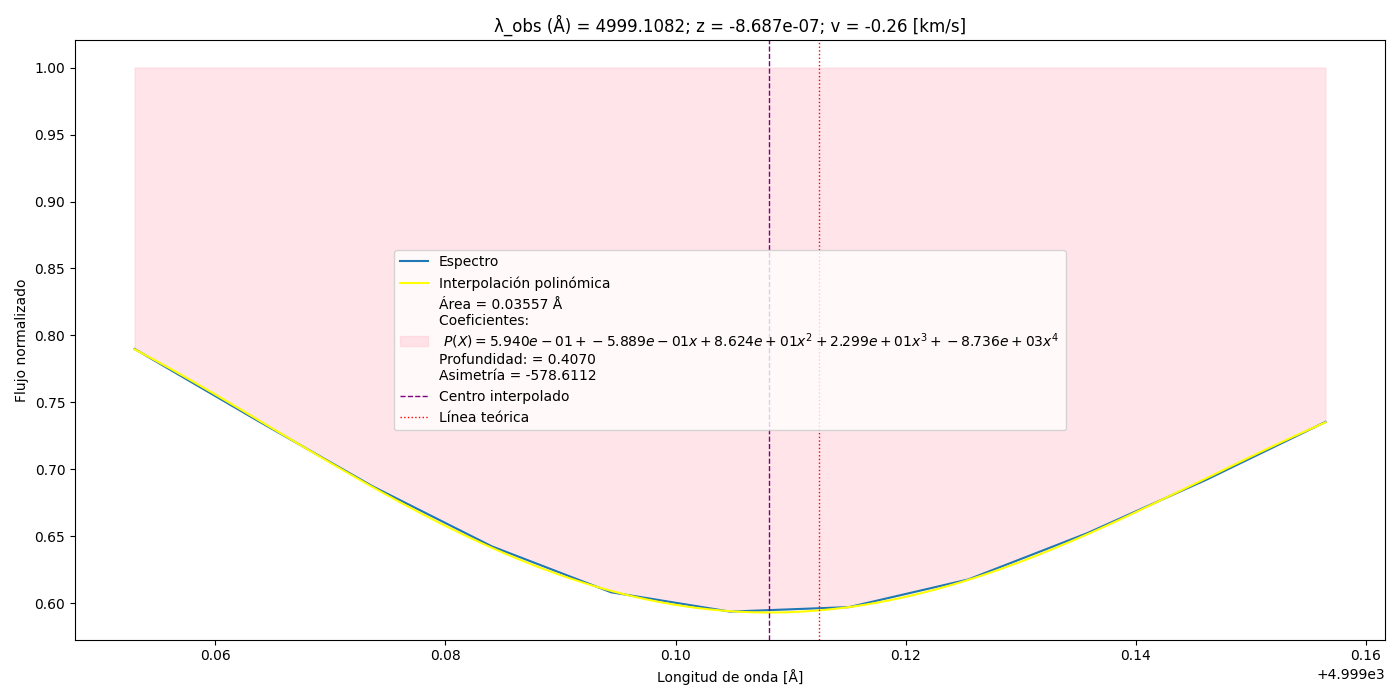 λ_obs (Å) = 4999.1082; z = -8.687e-07; v = -0.26 [km/s]
Flujo normalizado
1.00
0.95
0.90
0.85
0.80
0.75
0.70
0.65
0.60
Espectro
Interpolación polinómica
Área = 0.03557 Å
Coeficientes:
P(X) = 5.940e − 01 + −5.889e − 01x + 8.624e + 01x² + 2.299e + 01x³ + −8.736e + 03x⁴
Profundidad: = 0.4070
Asimetría = -578.6112
Centro interpolado
Línea teórica
0.06 0.08 0.10 0.12 0.14 0.16
+4.999e3
Longitud de onda [Å]